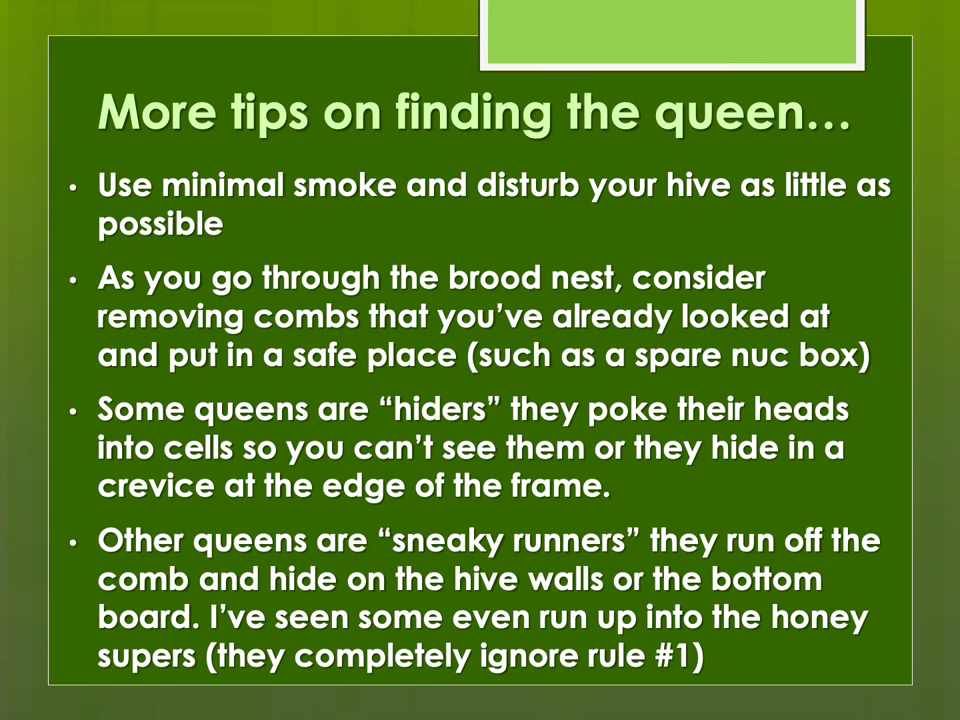 More tips on finding the queen…
• Use minimal smoke and disturb your hive as little as
possible
• As you go through the brood nest, consider
removing combs that you’ve already looked at
and put in a safe place (such as a spare nuc box)
• Some queens are “hiders” they poke their heads
into cells so you can’t see them or they hide in a
crevice at the edge of the frame.
• Other queens are “sneaky runners” they run off the
comb and hide on the hive walls or the bottom
board. I’ve seen some even run up into the honey
supers (they completely ignore rule #1)